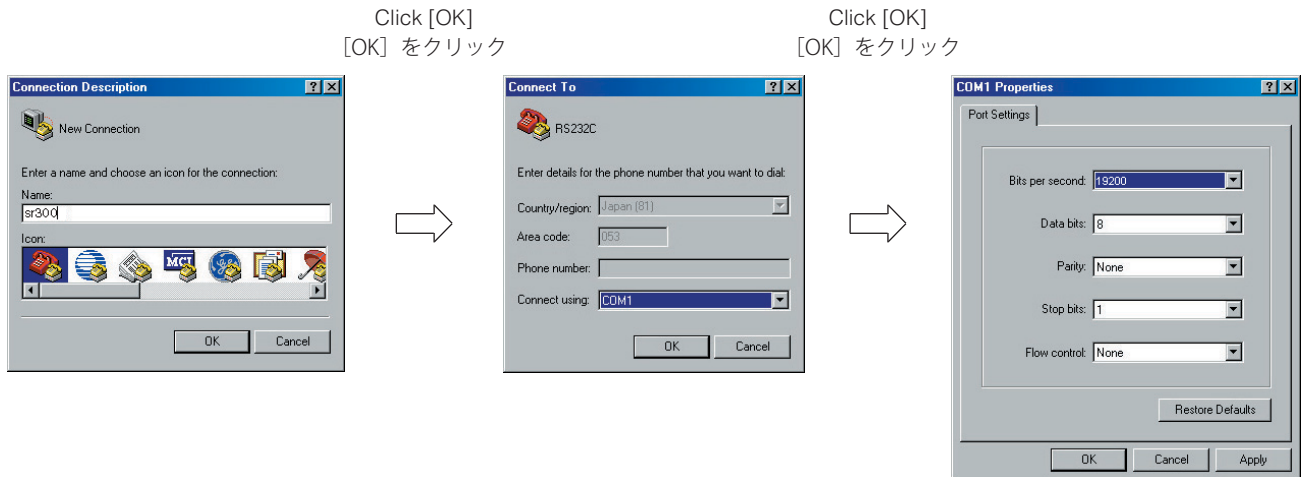 Click [OK]
［OK］をクリック
Click [OK]
［OK］をクリック
Connection Description
New Connection
Enter a name and choose an icon for the connection:
Name:
sr300
Icon:
MCI
OK Cancel
Connect To
RS232C
Enter details for the phone number that you want to dial:
Country/region: Japan (81)
Area code: 053
Phone number:
Connect using: COM1
OK Cancel
COM1 Properties
Port Settings
Bits per second: 19200
Data bits: 8
Parity: None
Stop bits: 1
Flow control: None
Restore Defaults
OK Cancel Apply